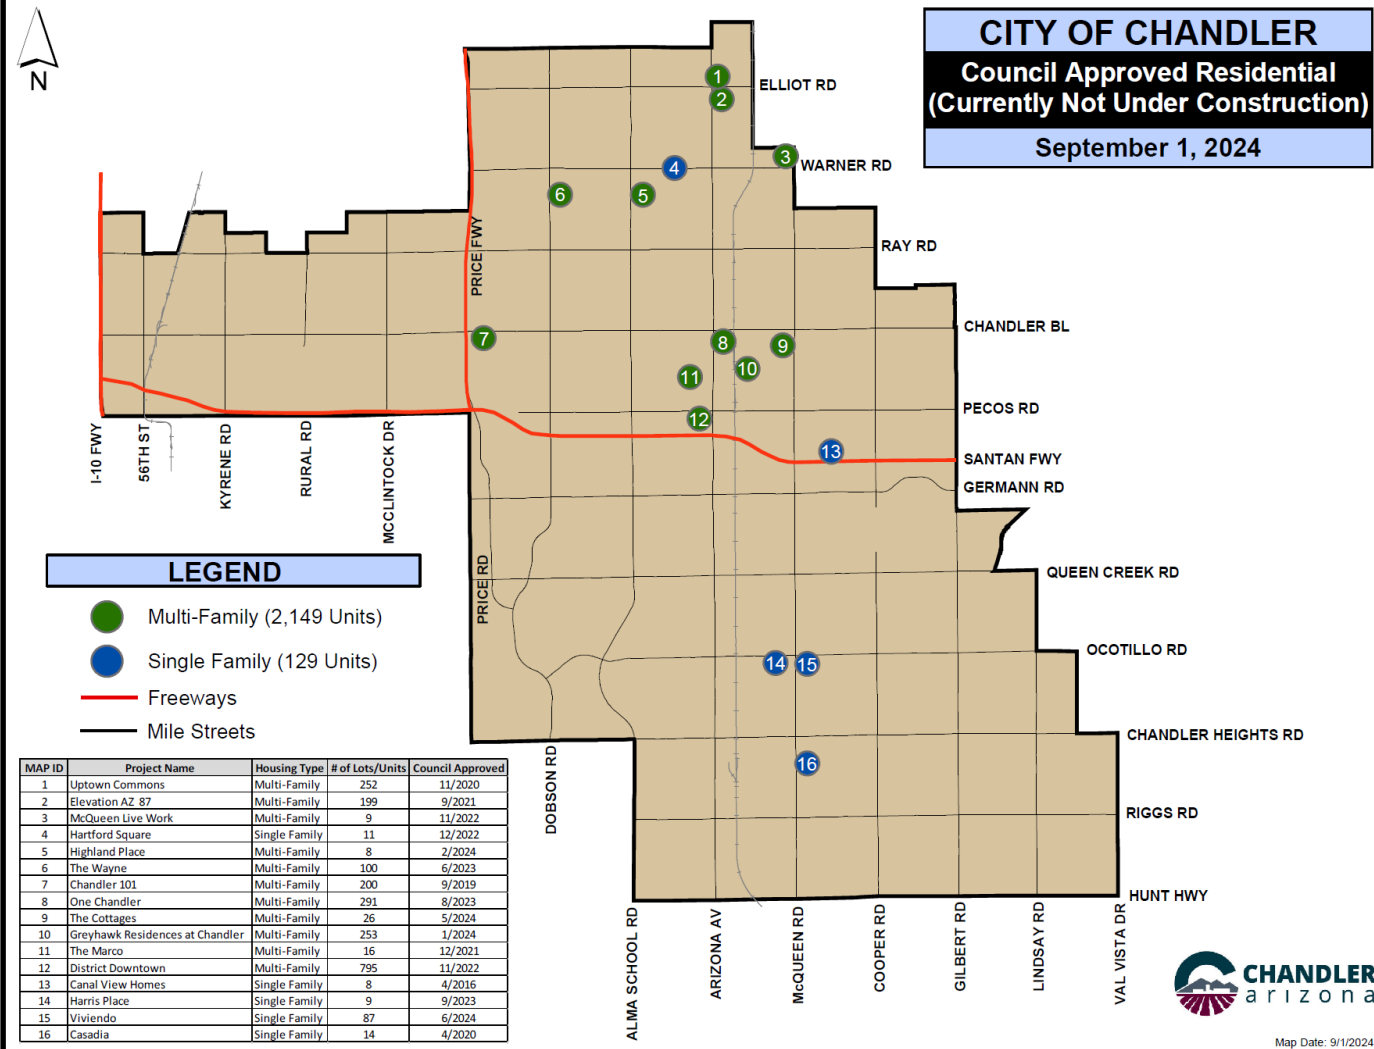 N
CITY OF CHANDLER
Council Approved Residential
(Currently Not Under Construction)
September 1, 2024
1
ELLIOT RD
2
3
WARNER RD
4
5
6
RAY RD
PRICE FWY
CHANDLER BL
7
8
9
10
11
PECOS RD
12
13
SANTAN FWY
GERMANN RD
I-10 FWY
56TH ST
KYRENE RD
RURAL RD
MCCLINTOCK DR
PRICE RD
QUEEN CREEK RD
OCOTILLO RD
14
15
CHANDLER HEIGHTS RD
16
RIGGS RD
HUNT HWY
DOBSON RD
ALMA SCHOOL RD
ARIZONA AV
McQUEEN RD
COOPER RD
GILBERT RD
LINDSAY RD
VAL VISTA DR
LEGEND
Multi-Family (2,149 Units)
Single Family (129 Units)
Freeways
Mile Streets
MAP ID Project Name Housing Type # of Lots/Units Council Approved
1 Uptown Commons Multi-Family 252 11/2020
2 Elevation AZ 87 Multi-Family 199 9/2021
3 McQueen Live Work Multi-Family 9 11/2022
4 Hartford Square Single Family 11 12/2022
5 Highland Place Multi-Family 8 2/2024
6 The Wayne Multi-Family 100 6/2023
7 Chandler 101 Multi-Family 200 9/2019
8 One Chandler Multi-Family 291 8/2023
9 The Cottages Multi-Family 26 5/2024
10 Greyhawk Residences at Chandler Multi-Family 253 1/2024
11 The Marco Multi-Family 16 12/2021
12 District Downtown Multi-Family 795 11/2022
13 Canal View Homes Single Family 8 4/2016
14 Harris Place Single Family 9 9/2023
15 Viviendo Single Family 87 6/2024
16 Casadia Single Family 14 4/2020
CHANDLER
arizona
Map Date: 9/1/2024